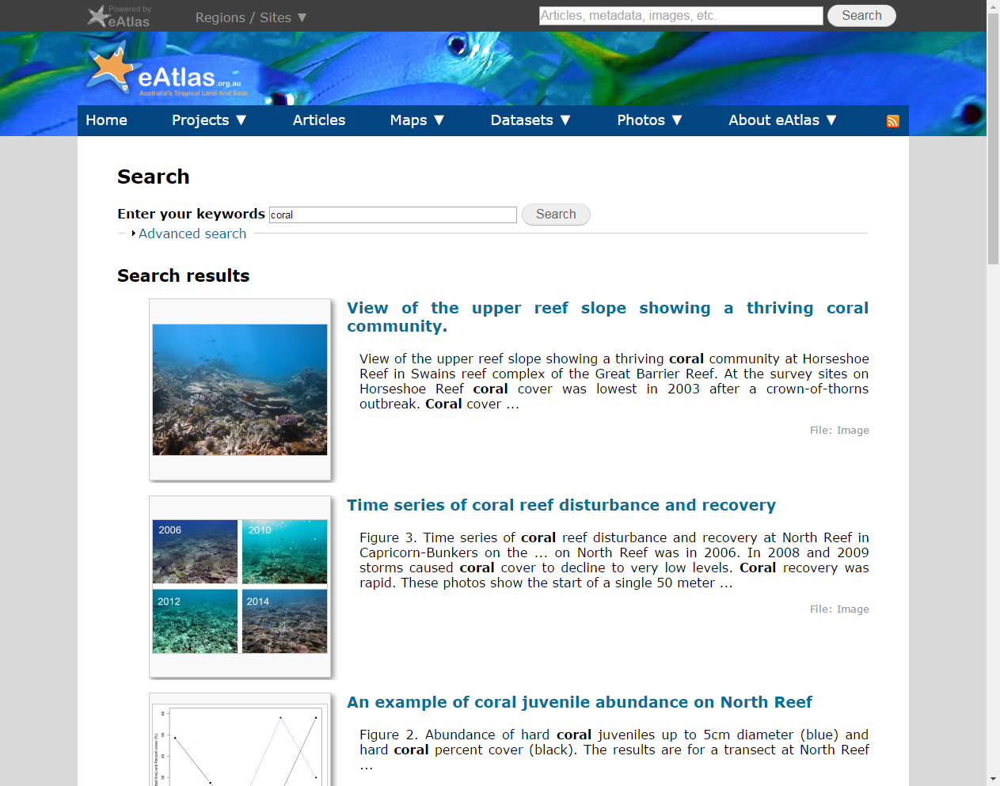 Powered by
eAtlas
Regions / Sites ▼
Articles, metadata, images, etc.
Search
eAtlas.org.au
Australia's Tropical Land And Seas
Home
Projects ▼
Articles
Maps ▼
Datasets ▼
Photos ▼
About eAtlas ▼
Search
Enter your keywords
coral
Search
Advanced search
Search results
View of the upper reef slope showing a thriving coral
community.
View of the upper reef slope showing a thriving coral community at Horseshoe
Reef in Swains reef complex of the Great Barrier Reef. At the survey sites on
Horseshoe Reef coral cover was lowest in 2003 after a crown-of-thorns
outbreak. Coral cover ...
File: Image
2006
2010
2012
2014
Time series of coral reef disturbance and recovery
Figure 3. Time series of coral reef disturbance and recovery at North Reef in
Capricorn-Bunkers on the ... on North Reef was in 2006. In 2008 and 2009
storms caused coral cover to decline to very low levels. Coral recovery was
rapid. These photos show the start of a single 50 meter ...
File: Image
60
50
40
30
and Percent cover (%)
An example of coral juvenile abundance on North Reef
Figure 2. Abundance of hard coral juveniles up to 5cm diameter (blue) and
hard coral percent cover (black). The results are for a transect at North Reef
...